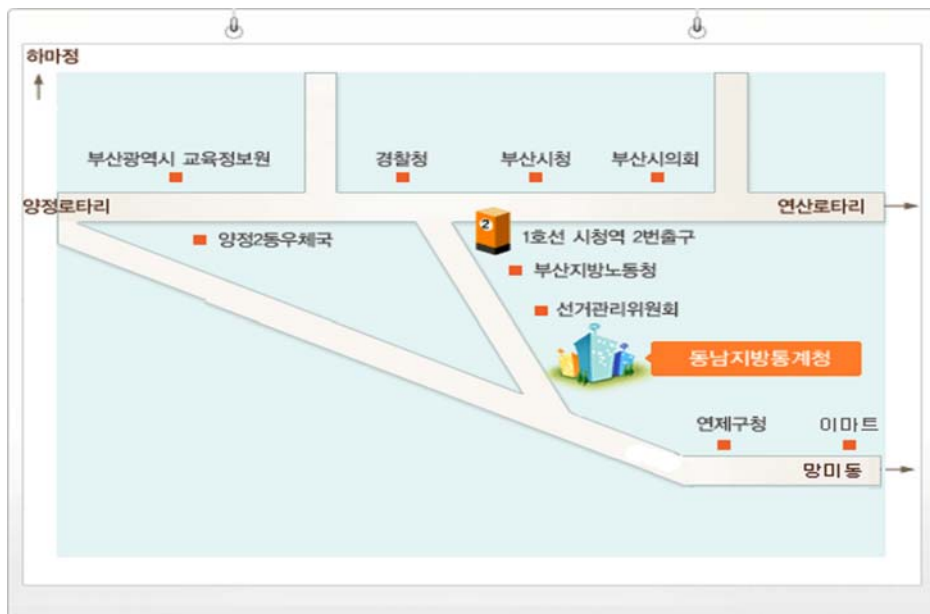 하마정
부산광역시 교육정보원
경찰청
부산시청
부산시의회
양정로타리
연산로타리
양정2동우체국
2
1호선 시청역 2번출구
부산지방노동청
선거관리위원회
동남지방통계청
연제구청
이마트
망미동